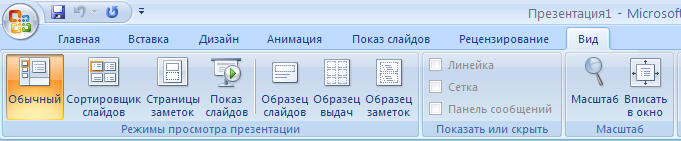 Презентация1 - Microsoft
Главная Вставка Дизайн Анимация Показ слайдов Рецензирование Вид
Обычный Сортировщик слайдов Страницы заметок Показ слайдов Образец слайдов Образец выдач Образец заметок
Режимы просмотра презентации
Линейка
Сетка
Панель сообщений
Показать или скрыть
Масштаб Вписать в окно
Масштаб